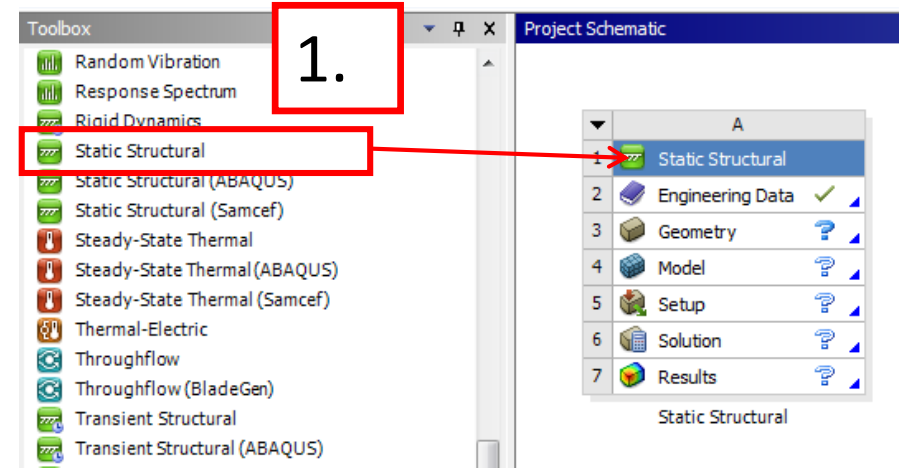 Toolbox
1.
Random Vibration
Response Spectrum
Rigid Dynamics
Static Structural
Static Structural (ABAQUS)
Static Structural (Samcef)
Steady-State Thermal
Steady-State Thermal (ABAQUS)
Steady-State Thermal (Samcef)
Thermal-Electric
Throughflow
Throughflow (BladeGen)
Transient Structural
Transient Structural (ABAQUS)
Project Schematic
A
1 Static Structural
2 Engineering Data
3 Geometry ?
4 Model ?
5 Setup ?
6 Solution ?
7 Results ?
Static Structural